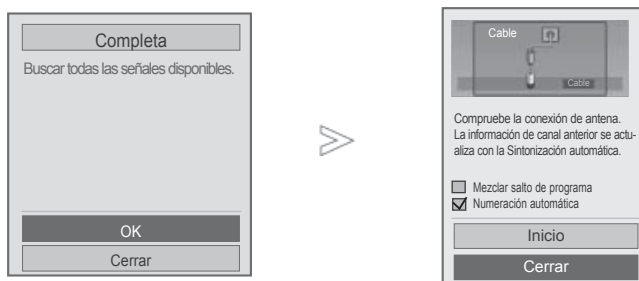 Completa
Buscar todas las señales disponibles.
OK
Cerrar
Cable
Cable
Compruebe la conexión de antena.
La información de canal anterior se actu-
aliza con la Sintonización automática.
Mezclar salto de programa
Numeración automática
Inicio
Cerrar